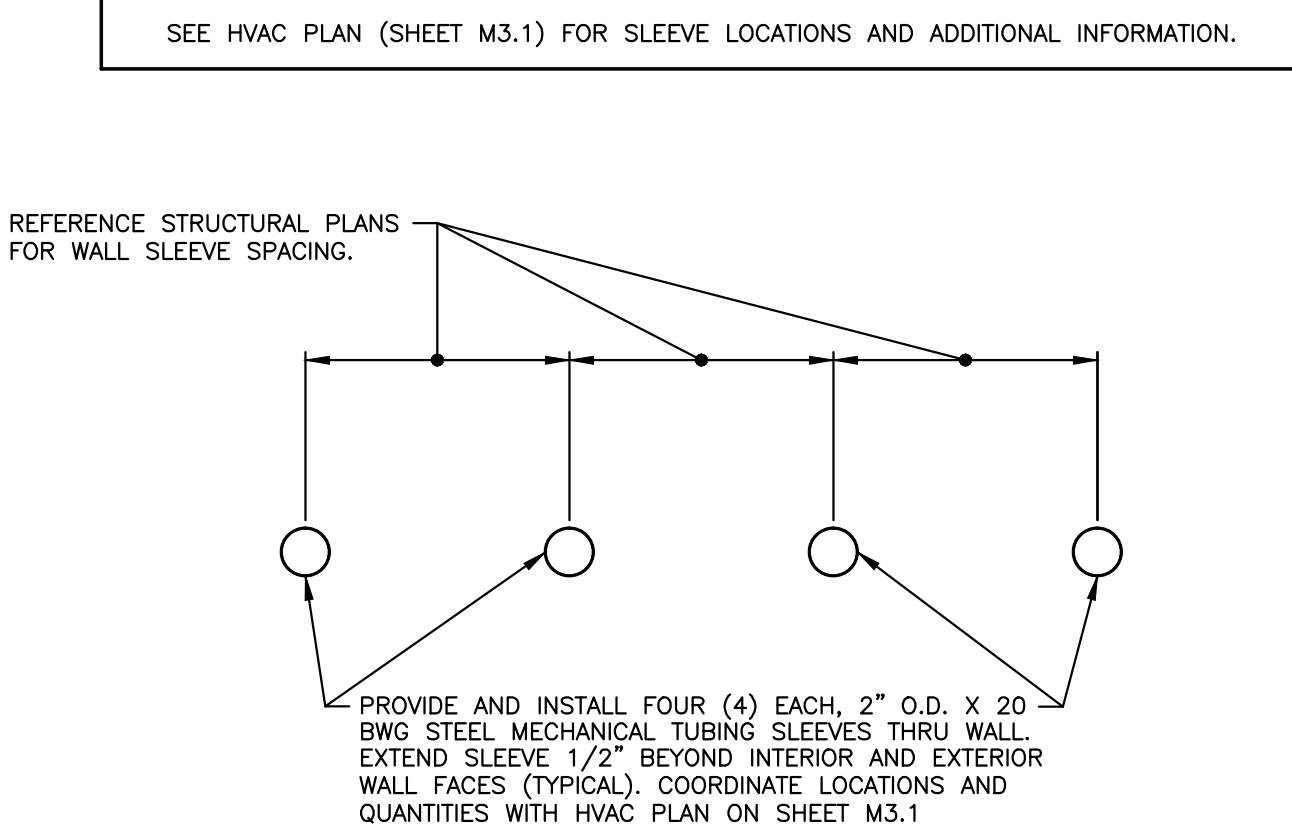 SEE HVAC PLAN (SHEET M3.1) FOR SLEEVE LOCATIONS AND ADDITIONAL INFORMATION.
REFERENCE STRUCTURAL PLANS
FOR WALL SLEEVE SPACING.
PROVIDE AND INSTALL FOUR (4) EACH, 2" O.D. X 20
BWG STEEL MECHANICAL TUBING SLEEVES THRU WALL.
EXTEND SLEEVE 1/2" BEYOND INTERIOR AND EXTERIOR
WALL FACES (TYPICAL). COORDINATE LOCATIONS AND
QUANTITIES WITH HVAC PLAN ON SHEET M3.1